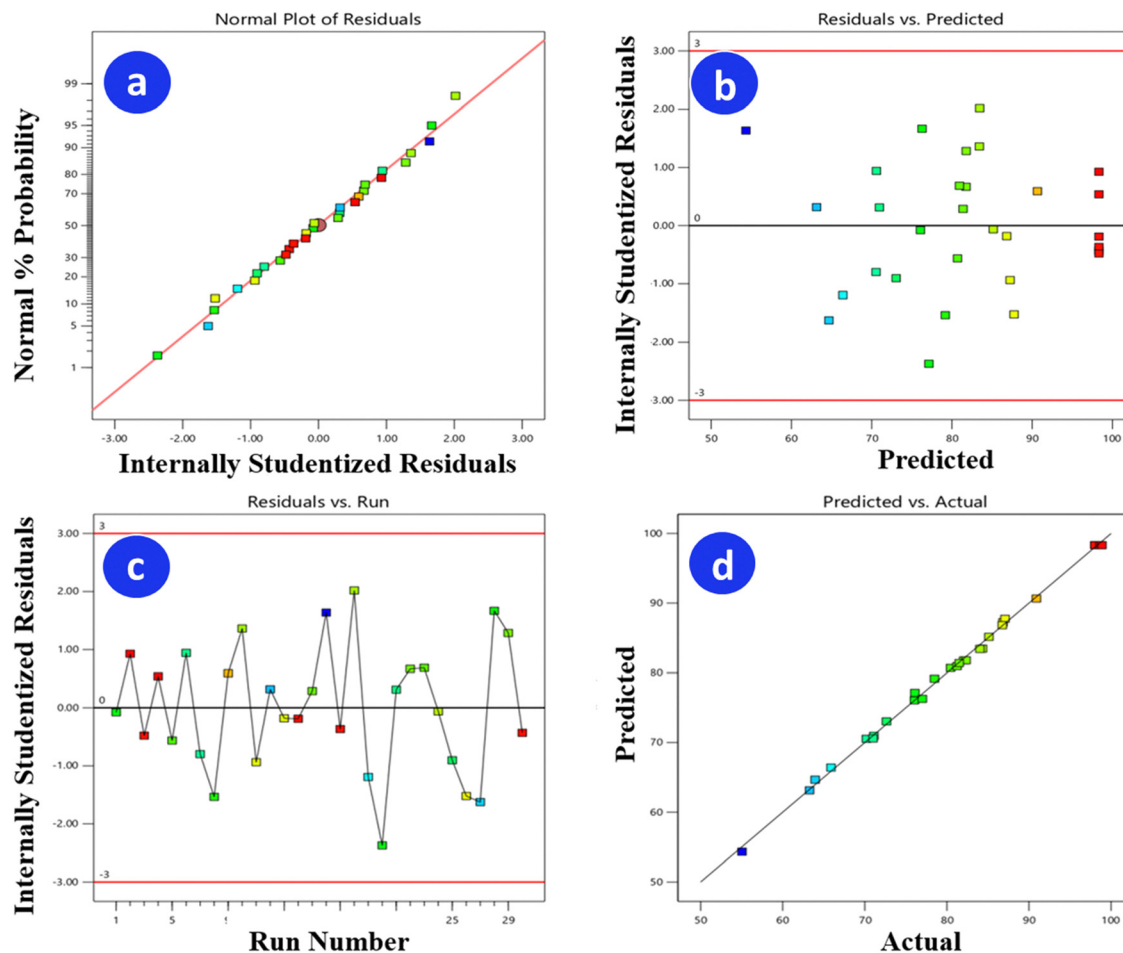 Normal Plot of Residuals
a
Normal % Probability
99
95
90
80
70
50
30
20
10
5
1
-3.00 -2.00 -1.00 0.00 1.00 2.00 3.00
Internally Studentized Residuals
Residuals vs. Predicted
b
Internally Studentized Residuals
3.00
2.00
1.00
0.00
-1.00
-2.00
-3.00
3
0
-3
50 60 70 80 90 100
Predicted
Residuals vs. Run
c
Internally Studentized Residuals
3.00
2.00
1.00
0.00
-1.00
-2.00
-3.00
3
0
-3
1 5 25 29
Run Number
Predicted vs. Actual
d
Predicted
100
90
80
70
60
50
50 60 70 80 90 100
Actual